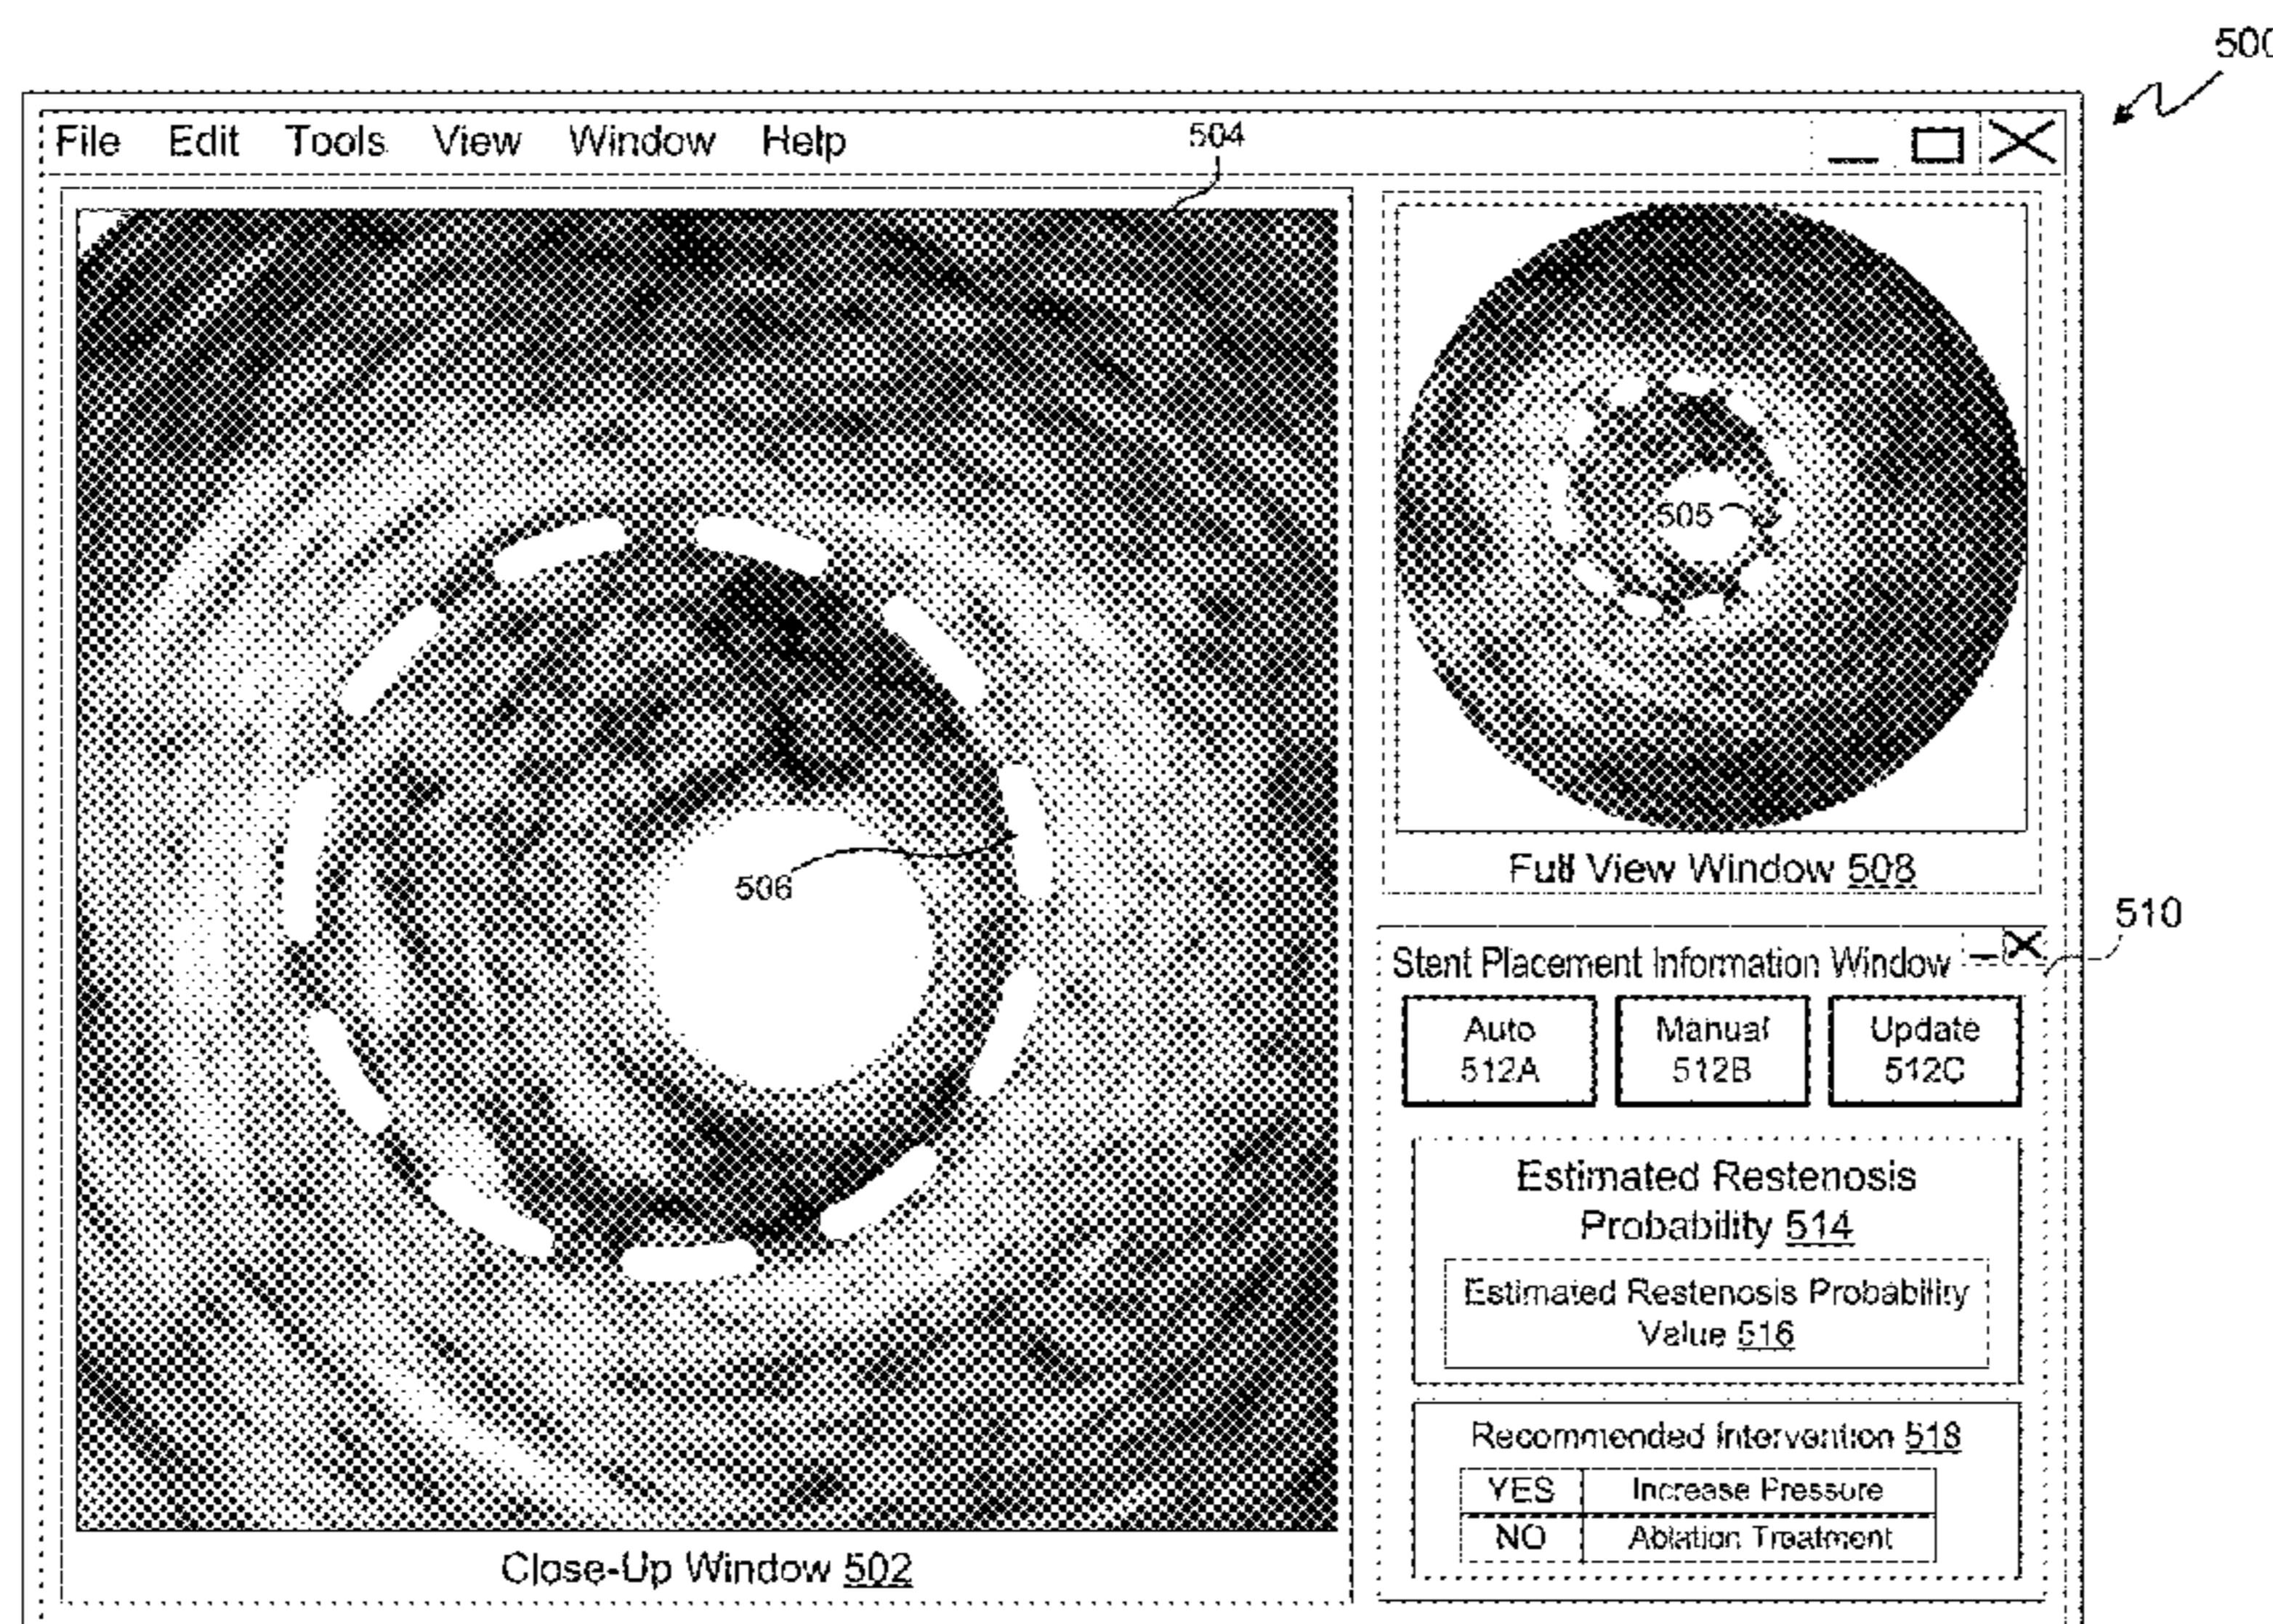 500
File Edit Tools View Window Help
504
505
506
Full View Window 508
510
Stent Placement Information Window
Auto
512A
Manual
512B
Update
512C
Estimated Restenosis
Probability 514
Estimated Restenosis Probability
Value 516
Recommended Intervention 518
YES Increase Pressure
NO Ablation Treatment
Close-Up Window 502